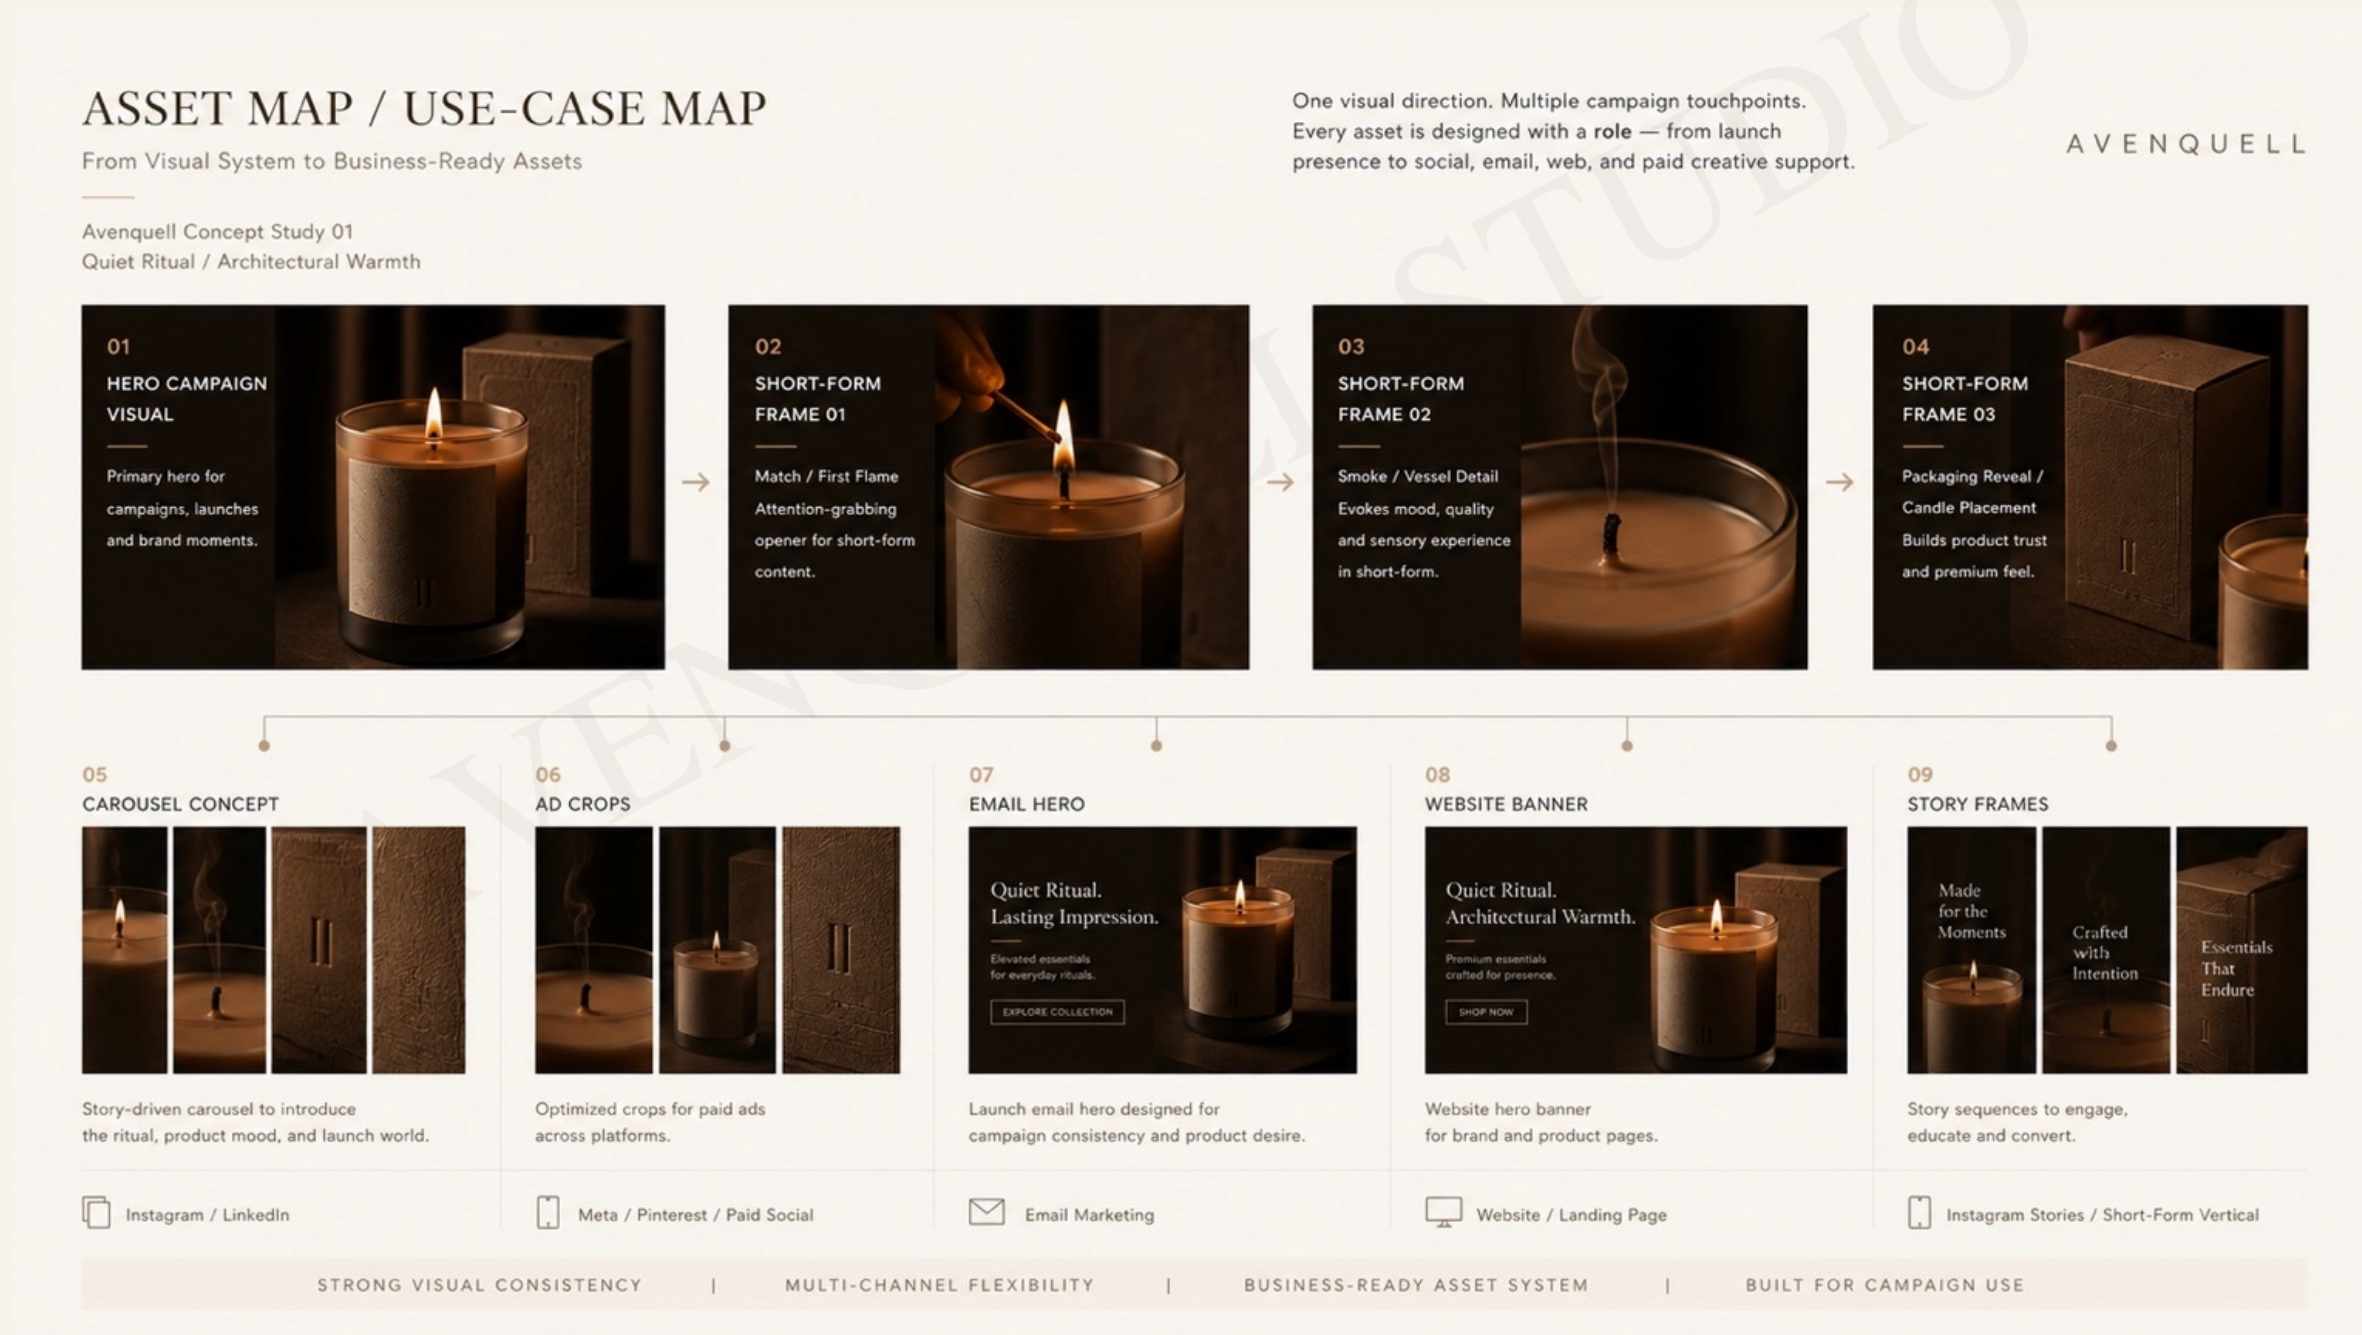 ASSET MAP / USE-CASE MAP
From Visual System to Business-Ready Assets
Avenquell Concept Study 01
Quiet Ritual / Architectural Warmth
One visual direction. Multiple campaign touchpoints.
Every asset is designed with a role — from launch
presence to social, email, web, and paid creative support.
AVENQUELL
01
HERO CAMPAIGN
VISUAL
Primary hero for
campaigns, launches
and brand moments.
02
SHORT-FORM
FRAME 01
Match / First Flame
Attention-grabbing
opener for short-form
content.
03
SHORT-FORM
FRAME 02
Smoke / Vessel Detail
Evokes mood, quality
and sensory experience
in short-form.
04
SHORT-FORM
FRAME 03
Packaging Reveal /
Candle Placement
Builds product trust
and premium feel.
05
CAROUSEL CONCEPT
Story-driven carousel to introduce
the ritual, product mood, and launch world.
Instagram / LinkedIn
06
AD CROPS
Optimized crops for paid ads
across platforms.
Meta / Pinterest / Paid Social
07
EMAIL HERO
Quiet Ritual.
Lasting Impression.
Elevated essentials
for everyday rituals.
EXPLORE COLLECTION
Launch email hero designed for
campaign consistency and product desire.
Email Marketing
08
WEBSITE BANNER
Quiet Ritual.
Architectural Warmth.
Premium essentials
crafted for presence.
SHOP NOW
Website hero banner
for brand and product pages.
Website / Landing Page
09
STORY FRAMES
Made
for the
Moments
Crafted
with
Intention
Essentials
That
Endure
Story sequences to engage,
educate and convert.
Instagram Stories / Short-Form Vertical
STRONG VISUAL CONSISTENCY | MULTI-CHANNEL FLEXIBILITY | BUSINESS-READY ASSET SYSTEM | BUILT FOR CAMPAIGN USE
STUDIO